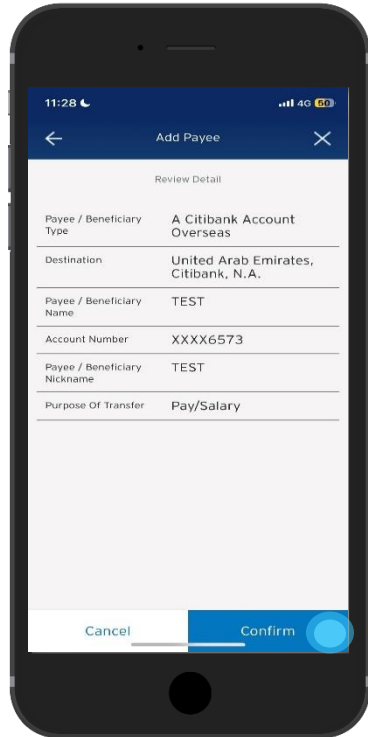 11:28 4G 50
Add Payee
Review Detail
Payee / Beneficiary Type A Citibank Account Overseas
Destination United Arab Emirates, Citibank, N.A.
Payee / Beneficiary Name TEST
Account Number XXXX6573
Payee / Beneficiary Nickname TEST
Purpose Of Transfer Pay/Salary
Cancel Confirm